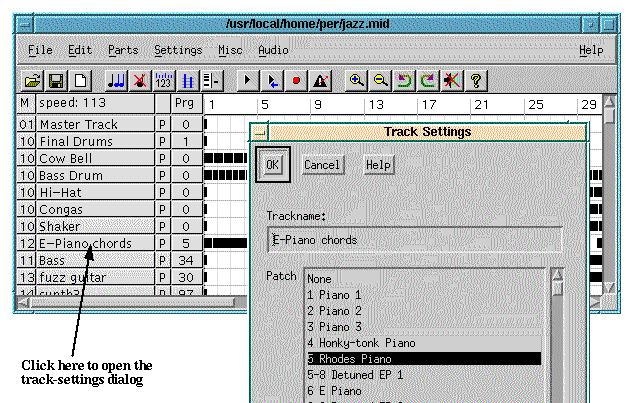 /usr/local/home/per/jazz.mid
File Edit Parts Settings Misc Audio Help
123
M speed: 113 Prg 1 5 9 13 17 21 25 29
01 Master Track P 0
10 Final Drums P 1
10 Cow Bell P 0
10 Bass Drum P 0
10 Hi-Hat P 0
10 Congas P 0
10 Shaker P 0
12 E-Piano chords P 5
11 Bass P 34
13 fuzz guitar P 30
14 synth3 P 97
Track Settings
OK Cancel Help
Trackname:
E-Piano chords
Patch
None
1 Piano 1
2 Piano 2
3 Piano 3
4 Honky-tonk Piano
5 Rhodes Piano
5-8 Detuned EP 1
6 E Piano
Click here to open the
track-settings dialog